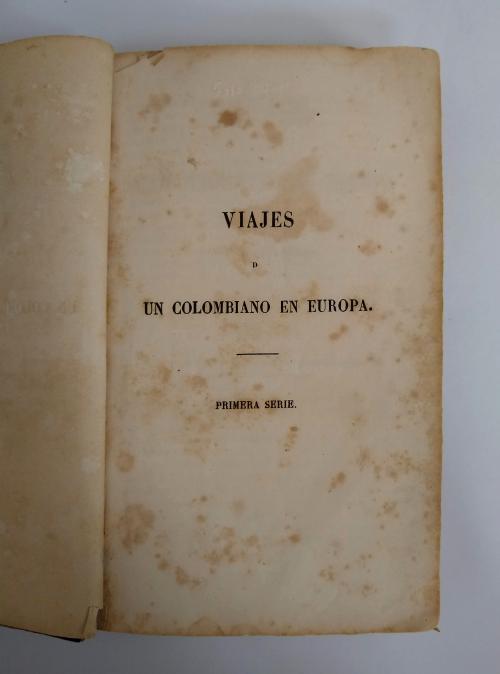 VIAJES
D
UN COLOMBIANO EN EUROPA.
PRIMERA SERIE.